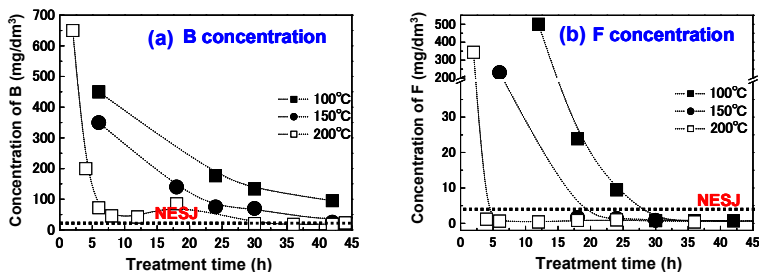 (a) B concentration
Concentration of B (mg/dm³)
700
600
500
400
300
200
100
0
100°C
150°C
200°C
NESJ
0 5 10 15 20 25 30 35 40 45
Treatment time (h)
(b) F concentration
Concentration of F (mg/dm³)
500
400
300
200
30
20
10
0
100°C
150°C
200°C
NESJ
0 5 10 15 20 25 30 35 40 44
Treatment time (h)